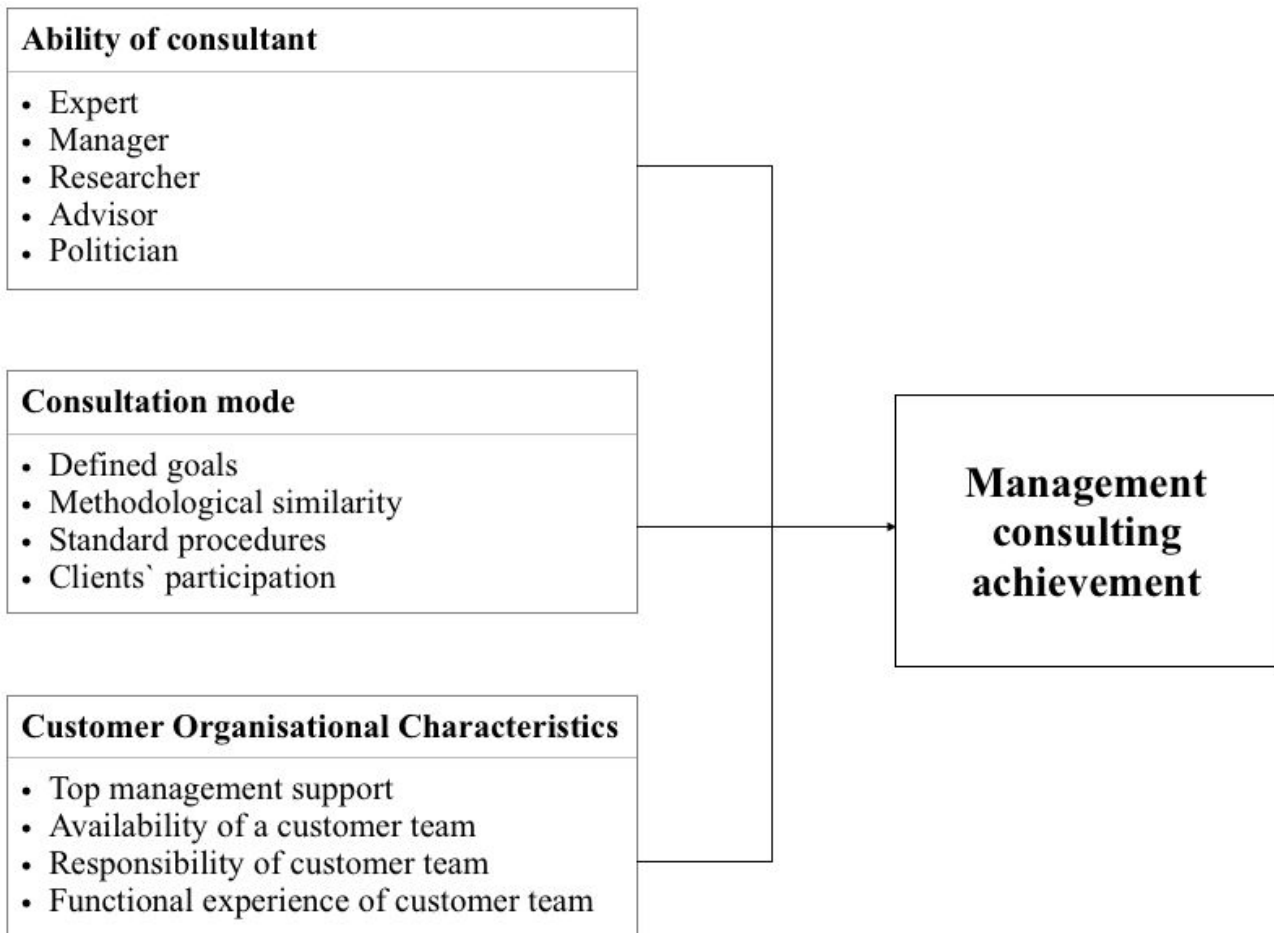 Ability of consultant
• Expert
• Manager
• Researcher
• Advisor
• Politician
Consultation mode
• Defined goals
• Methodological similarity
• Standard procedures
• Clients` participation
Customer Organisational Characteristics
• Top management support
• Availability of a customer team
• Responsibility of customer team
• Functional experience of customer team
Management
consulting
achievement